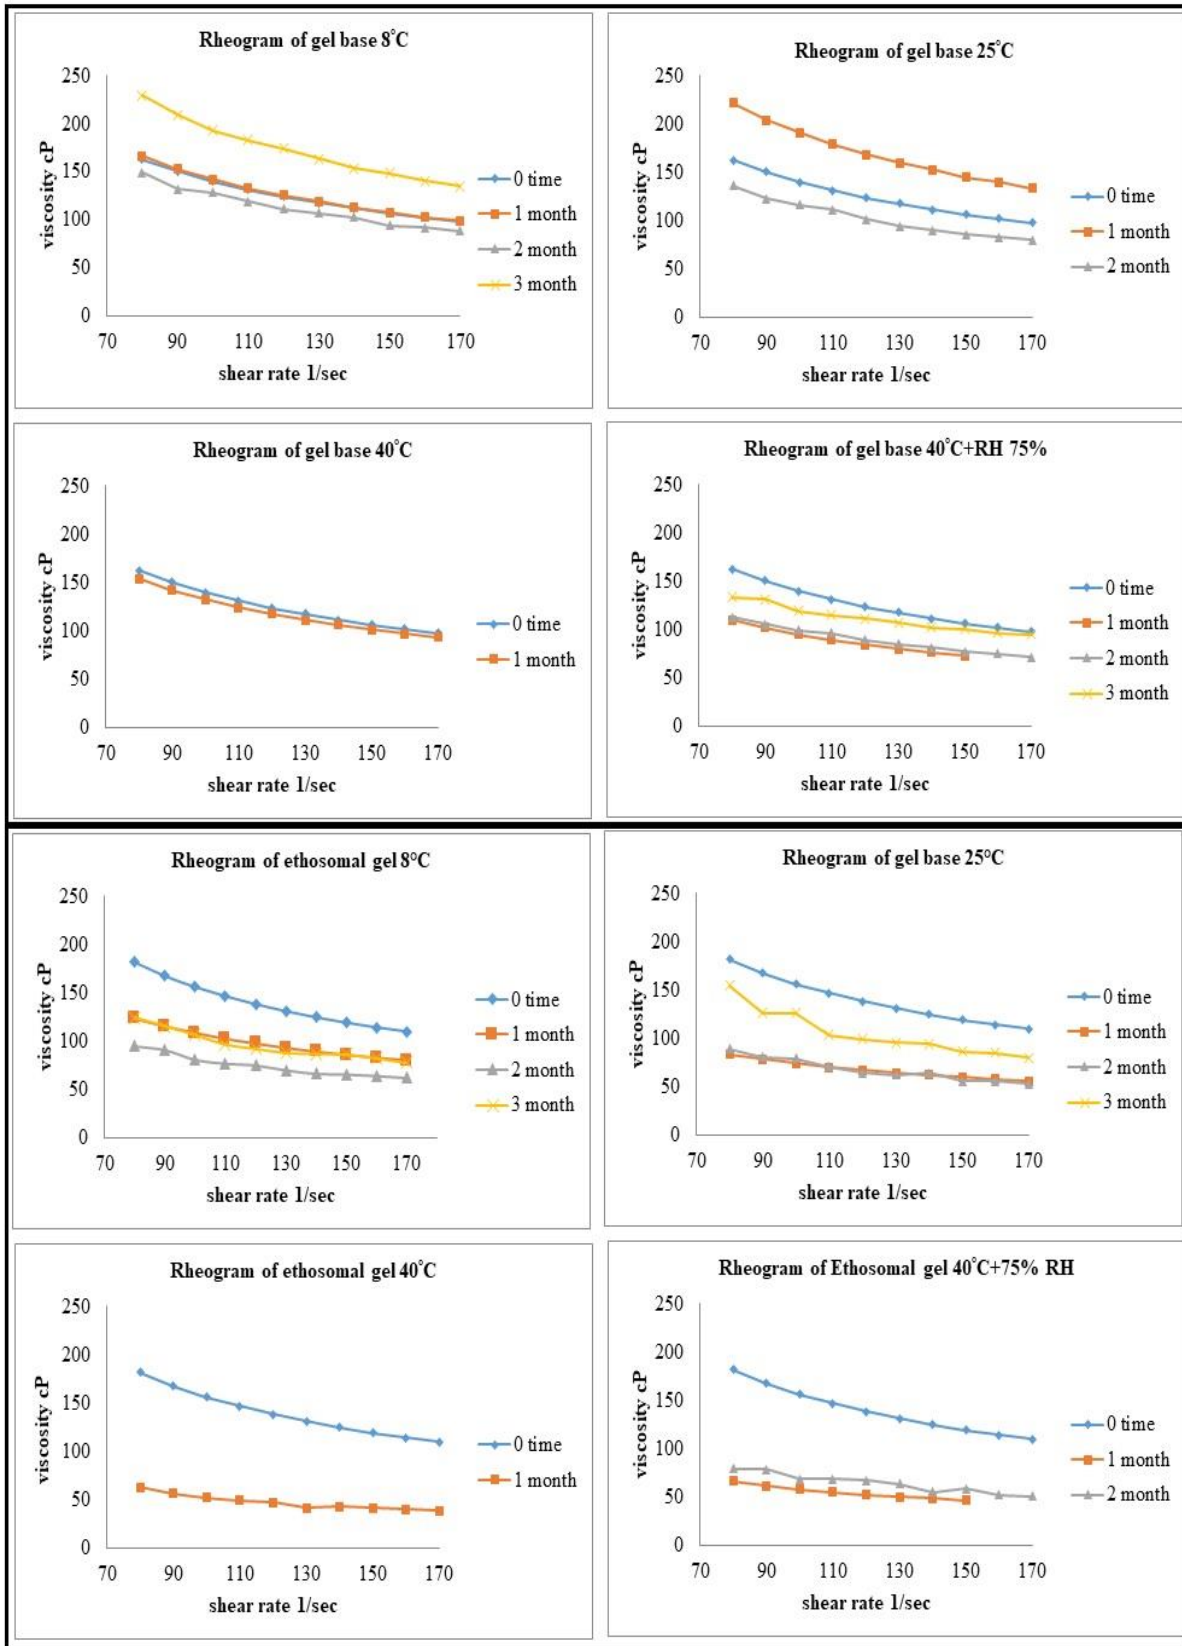 Rheogram of gel base 8°C
250
200
150
100
50
0
viscosity cP
70 90 110 130 150 170
shear rate 1/sec
0 time
1 month
2 month
3 month
Rheogram of gel base 25°C
250
200
150
100
50
0
viscosity cP
70 90 110 130 150 170
shear rate 1/sec
0 time
1 month
2 month
Rheogram of gel base 40°C
250
200
150
100
50
0
viscosity cP
70 90 110 130 150 170
shear rate 1/sec
0 time
1 month
Rheogram of gel base 40°C+RH 75%
250
200
150
100
50
0
viscosity cP
70 90 110 130 150 170
shear rate 1/sec
0 time
1 month
2 month
3 month
Rheogram of ethosomal gel 8°C
250
200
150
100
50
0
viscosity cP
70 90 110 130 150 170
shear rate 1/sec
0 time
1 month
2 month
3 month
Rheogram of gel base 25°C
250
200
150
100
50
0
viscosity cP
70 90 110 130 150 170
shear rate 1/sec
0 time
1 month
2 month
3 month
Rheogram of ethosomal gel 40°C
250
200
150
100
50
0
viscosity cP
70 90 110 130 150 170
shear rate 1/sec
0 time
1 month
Rheogram of Ethosomal gel 40°C+75% RH
250
200
150
100
50
0
viscosity cP
70 90 110 130 150 170
shear rate 1/sec
0 time
1 month
2 month